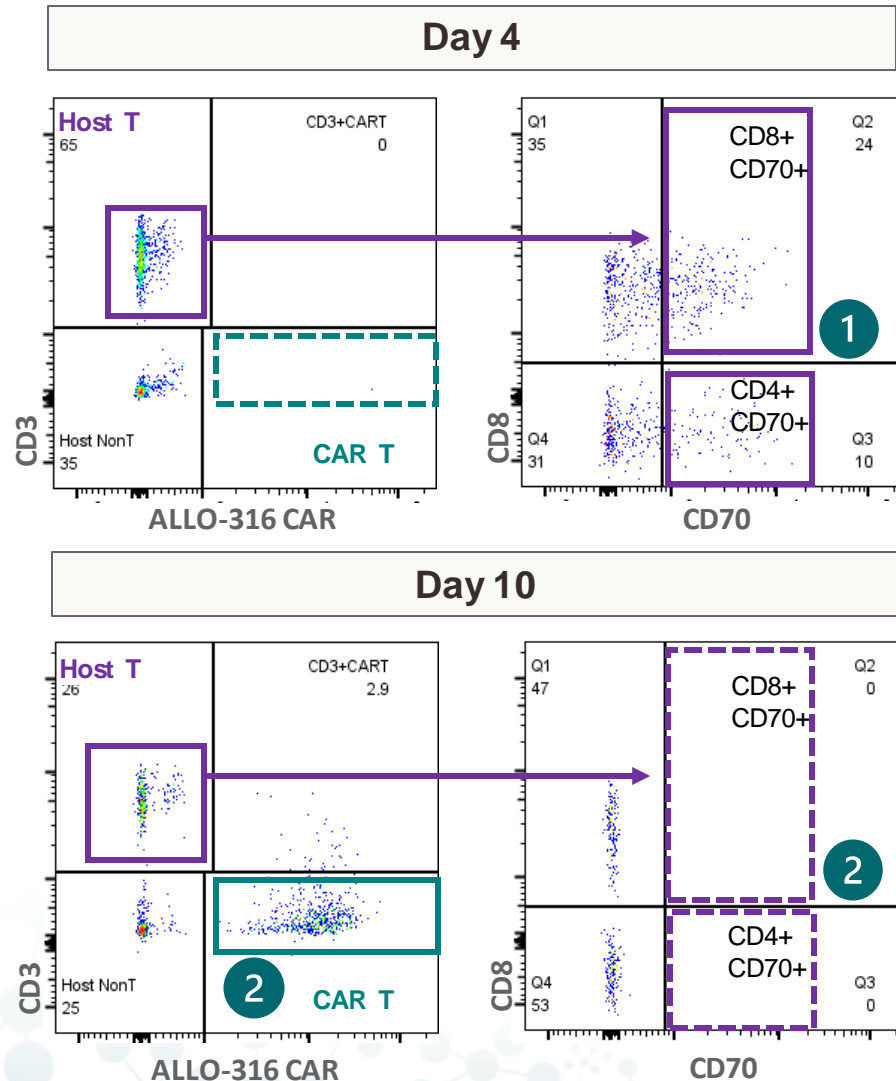 Day 4
Host T
65
CD3+CART
0
Host NonT
35
CAR T
CD3
ALLO-316 CAR
Q1
35
CD8+
CD70+
Q2
24
1
CD4+
CD70+
Q4
31
Q3
10
CD8
CD70
Day 10
Host T
26
CD3+CART
2.9
Host NonT
25
2
CAR T
CD3
ALLO-316 CAR
Q1
47
CD8+
CD70+
Q2
0
2
CD4+
CD70+
Q4
53
Q3
0
CD8
CD70